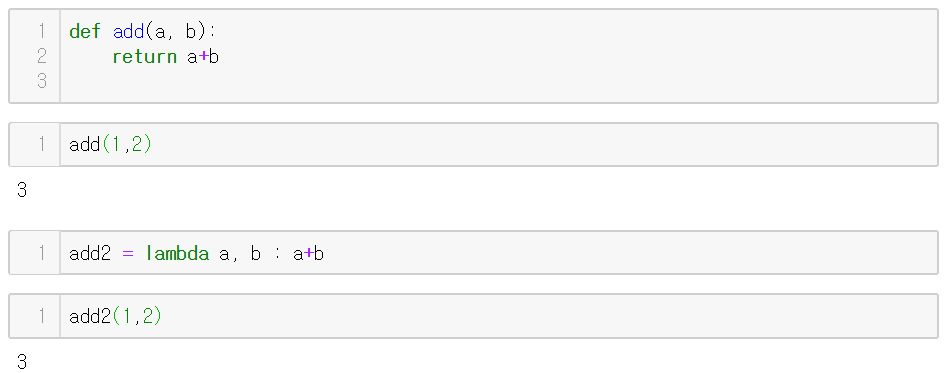 1 def add(a, b):
2     return a+b
3
1 add(1,2)
3
1 add2 = lambda a, b : a+b
1 add2(1,2)
3